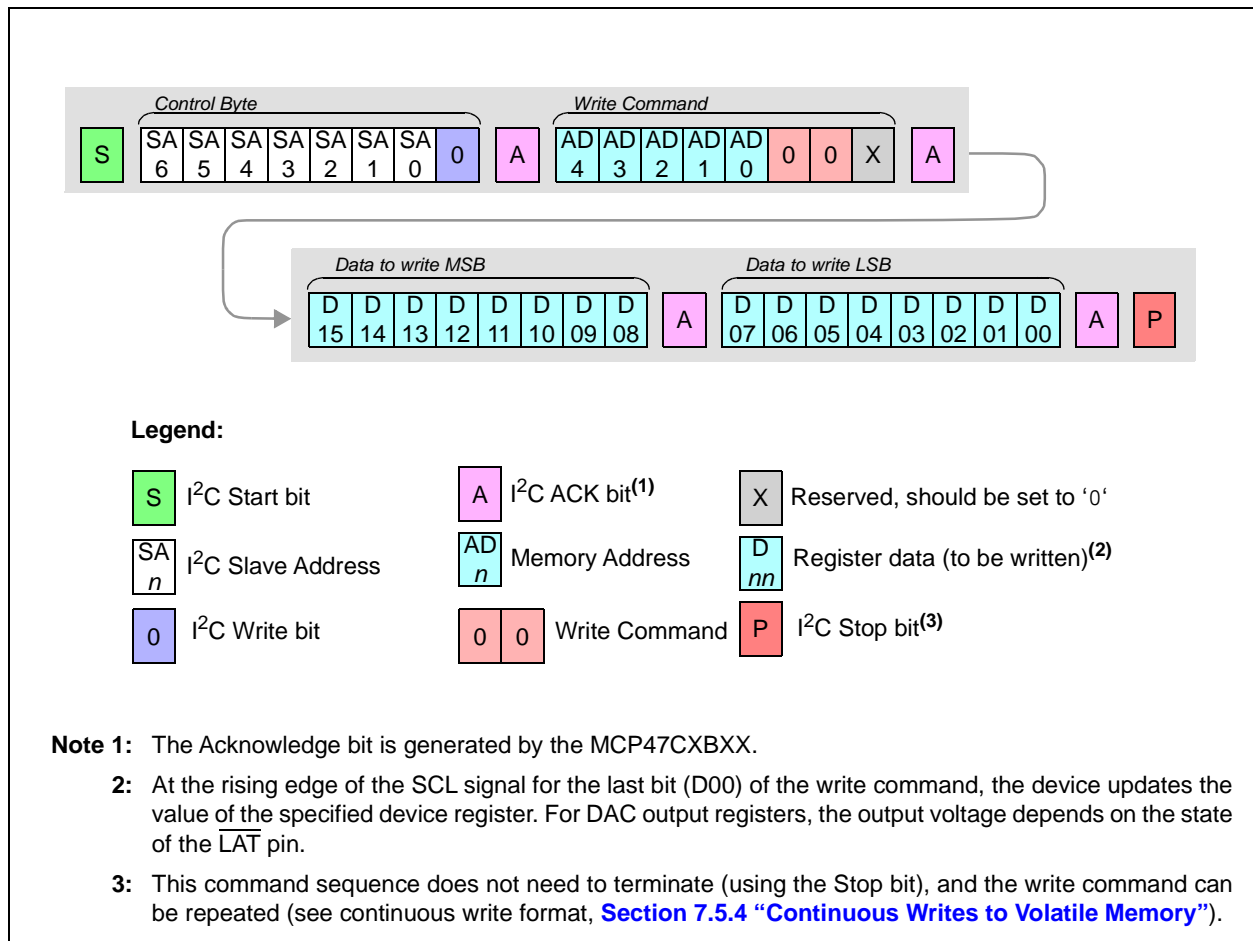 Control Byte Write Command
S SA 6 SA 5 SA 4 SA 3 SA 2 SA 1 SA 0 0 A AD 4 AD 3 AD 2 AD 1 AD 0 0 0 X A
Data to write MSB Data to write LSB
D 15 D 14 D 13 D 12 D 11 D 10 D 09 D 08 A D 07 D 06 D 05 D 04 D 03 D 02 D 01 D 00 A P
Legend:
S I2C Start bit A I2C ACK bit(1) X Reserved, should be set to ‘0‘
SA n I2C Slave Address AD n Memory Address D nn Register data (to be written)(2)
0 I2C Write bit 0 0 Write Command P I2C Stop bit(3)
Note 1: The Acknowledge bit is generated by the MCP47CXBXX.
2: At the rising edge of the SCL signal for the last bit (D00) of the write command, the device updates the
value of the specified device register. For DAC output registers, the output voltage depends on the state
of the LAT pin.
3: This command sequence does not need to terminate (using the Stop bit), and the write command can
be repeated (see continuous write format, Section 7.5.4 “Continuous Writes to Volatile Memory”).